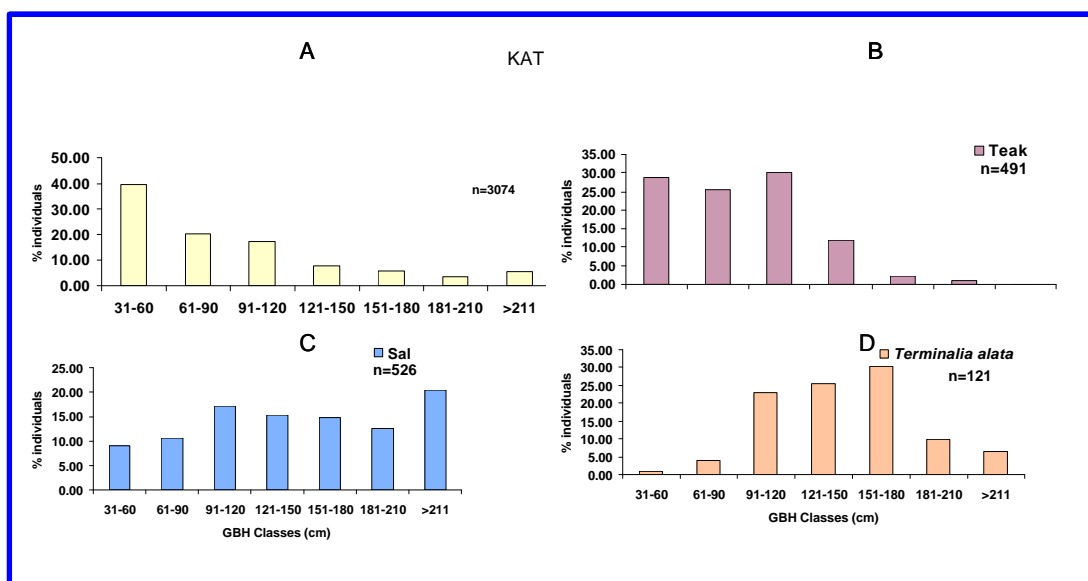 A
KAT
B
% individuals
50.00
40.00
30.00
20.00
10.00
0.00
n=3074
31-60 61-90 91-120 121-150 151-180 181-210 >211
% individuals
35.00
30.00
25.00
20.00
15.00
10.00
5.00
0.00
Teak
n=491
C
Sal
n=526
% individuals
25.00
20.00
15.00
10.00
5.00
0.00
31-60 61-90 91-120 121-150 151-180 181-210 >211
GBH Classes (cm)
D
Terminalia alata
n=121
% individuals
35.00
30.00
25.00
20.00
15.00
10.00
5.00
0.00
31-60 61-90 91-120 121-150 151-180 181-210 >211
GBH Classes (cm)